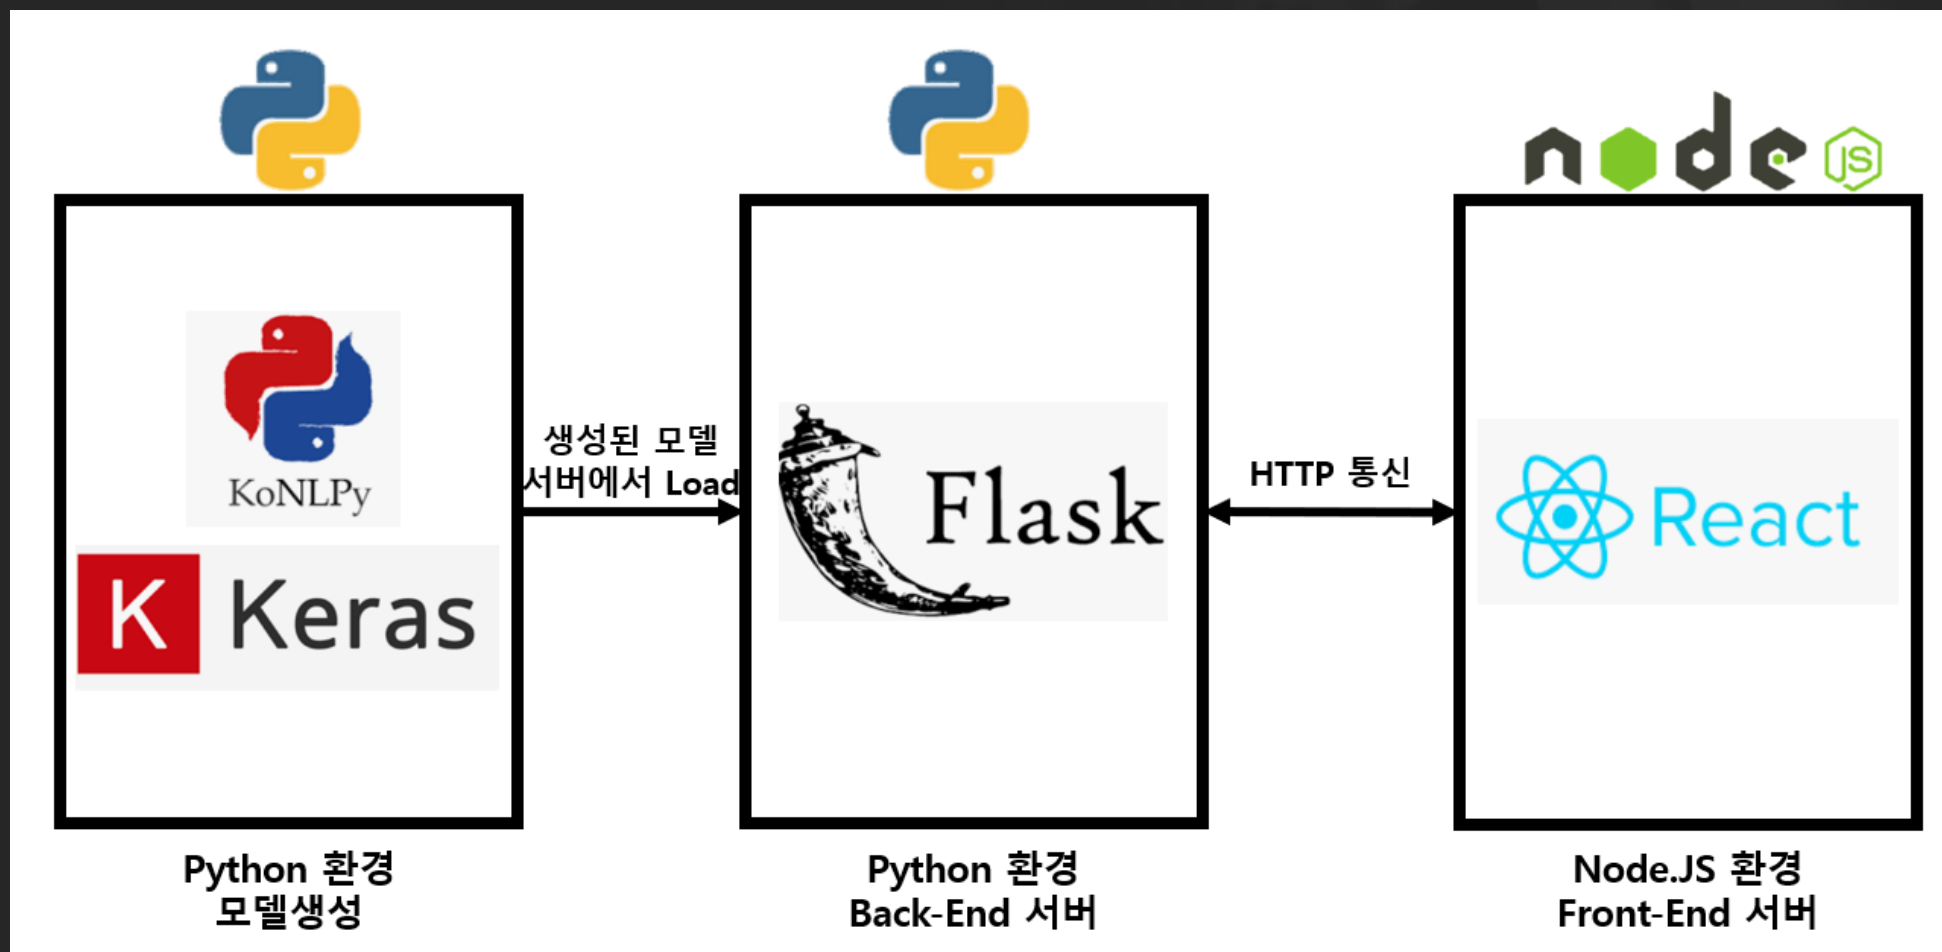 node
JS
KoNLPy
K Keras
생성된 모델
서버에서 Load
Flask
HTTP 통신
React
Python 환경
모델생성
Python 환경
Back-End 서버
Node.JS 환경
Front-End 서버